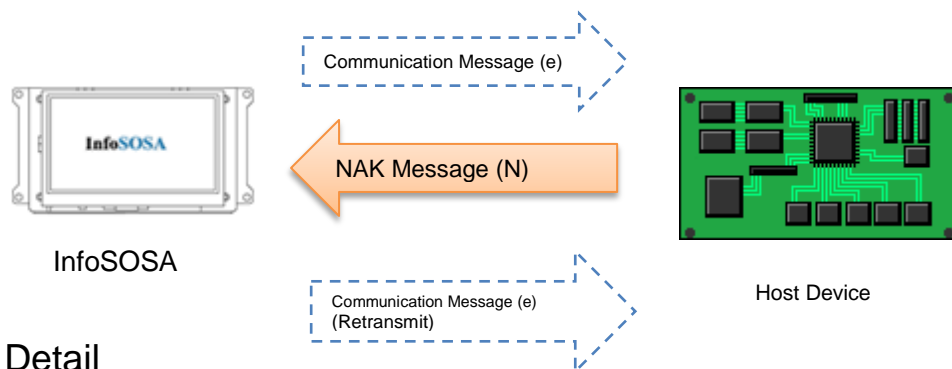 Communication Message (e)
InfoSOSA
NAK Message (N)
InfoSOSA
Communication Message (e)
(Retransmit)
Host Device
Detail